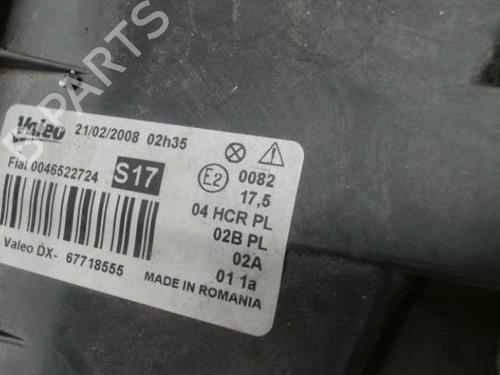 B-PARTS
Valeo 21/02/2008 02h35
Fiat 0046522724 S17
E2 0082
17,5
04 HCR PL
02B PL
02A
01 1a
Valeo DX- 67718555
MADE IN ROMANIA